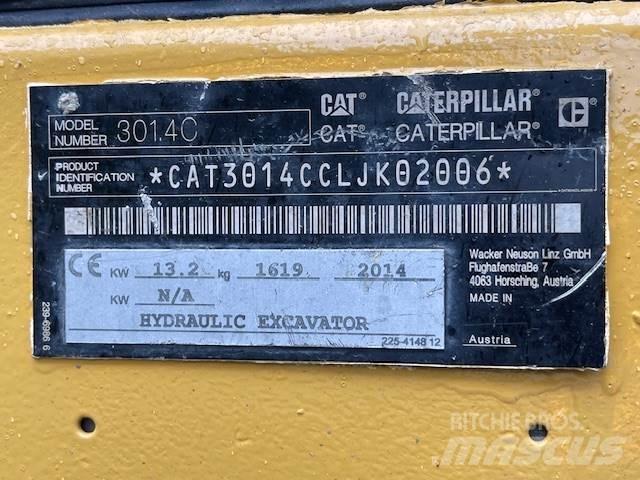 MODEL NUMBER 301.4C
CAT CATERPILLAR
CAT® CATERPILLAR®
PRODUCT IDENTIFICATION NUMBER *CAT3014CCLJK02006*
CE KW 13.2 kg 1619 2014
KW N/A
HYDRAULIC EXCAVATOR
225-4148 12
239-6986 6
Wacker Neuson Linz GmbH
Flughafenstraße 7
4063 Horsching, Austria
MADE IN
Austria
RITCHIE BROS.
MASCUS